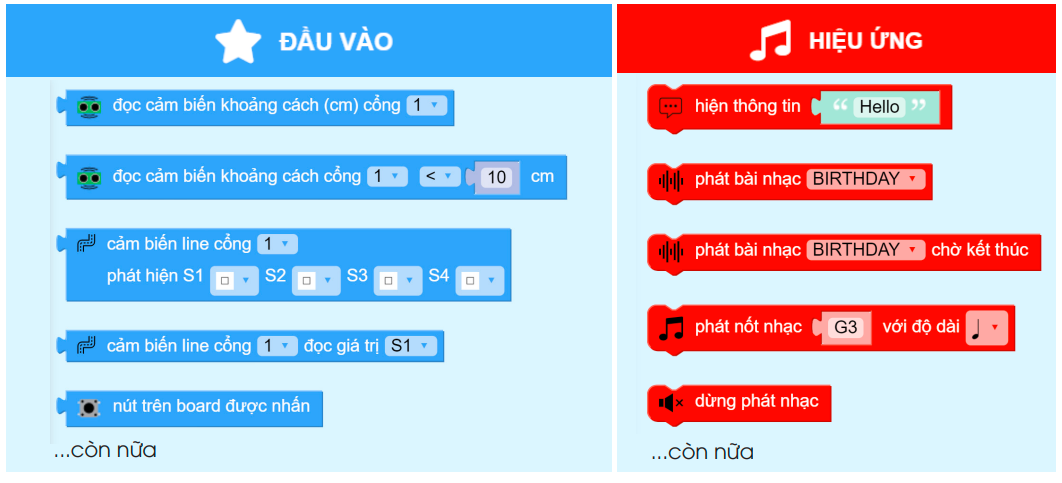 ĐẦU VÀO
đọc cảm biến khoảng cách (cm) cổng 1
đọc cảm biến khoảng cách cổng 1 < 10 cm
cảm biến line cổng 1
phát hiện S1 S2 S3 S4
cảm biến line cổng 1 đọc giá trị S1
nút trên board được nhấn
...còn nữa
HIỆU ỨNG
hiện thông tin “ Hello ”
phát bài nhạc BIRTHDAY
phát bài nhạc BIRTHDAY chờ kết thúc
phát nốt nhạc G3 với độ dài ♩
dừng phát nhạc
...còn nữa